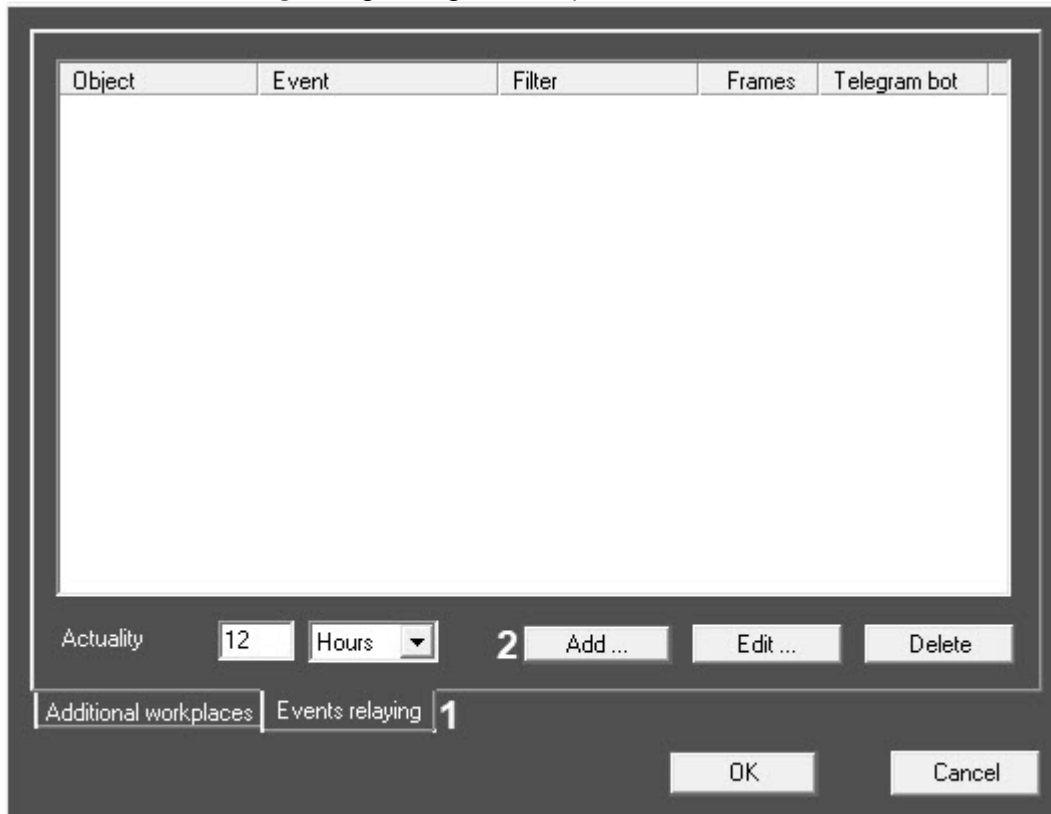 Object Event Filter Frames Telegram bot
Actuality 12 Hours 2 Add ... Edit ... Delete
Additional workplaces Events relaying 1
OK Cancel